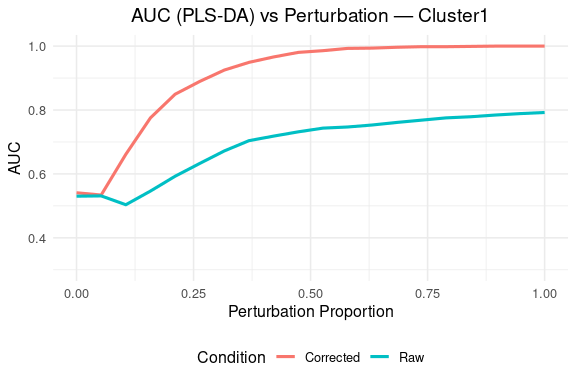 AUC (PLS-DA) vs Perturbation — Cluster1
1.0
0.8
0.6
0.4
AUC
0.00 0.25 0.50 0.75 1.00
Perturbation Proportion
Condition Corrected Raw